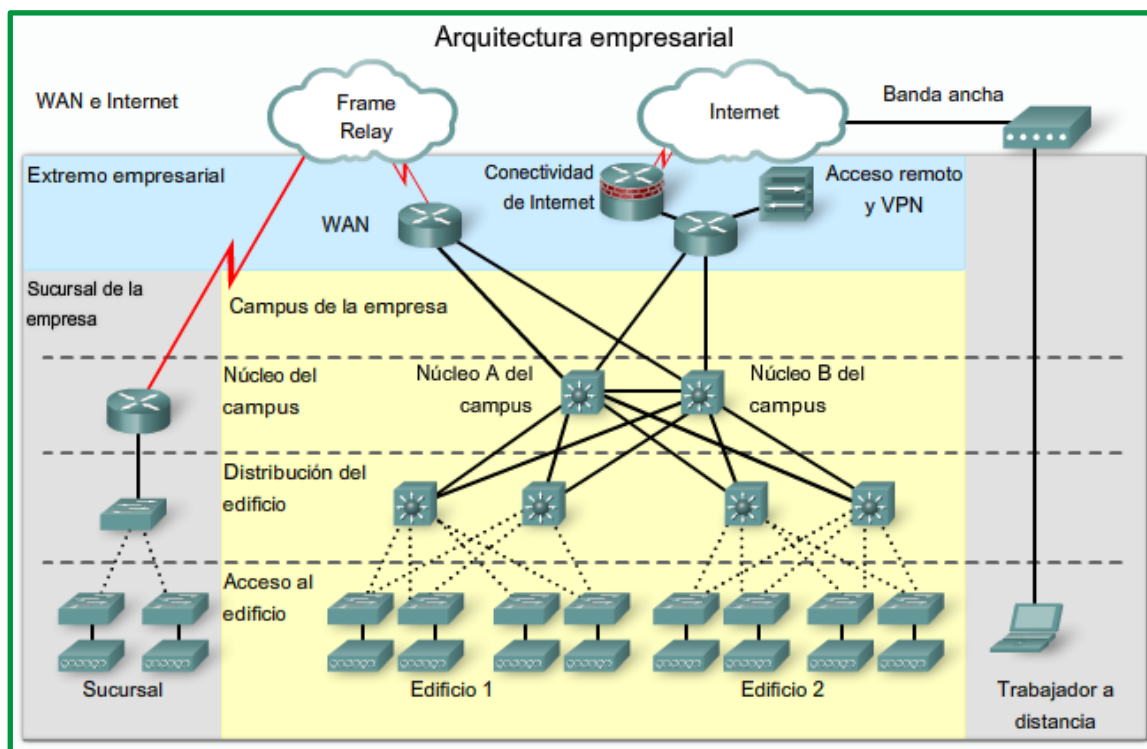 Arquitectura empresarial
WAN e Internet
Frame
Relay
Internet
Banda ancha
Extremo empresarial
WAN
Conectividad
de Internet
Acceso remoto
y VPN
Sucursal de la
empresa
Campus de la empresa
Núcleo del
campus
Núcleo A del
campus
Núcleo B del
campus
Distribución del
edificio
Acceso al
edificio
Sucursal
Edificio 1
Edificio 2
Trabajador a
distancia